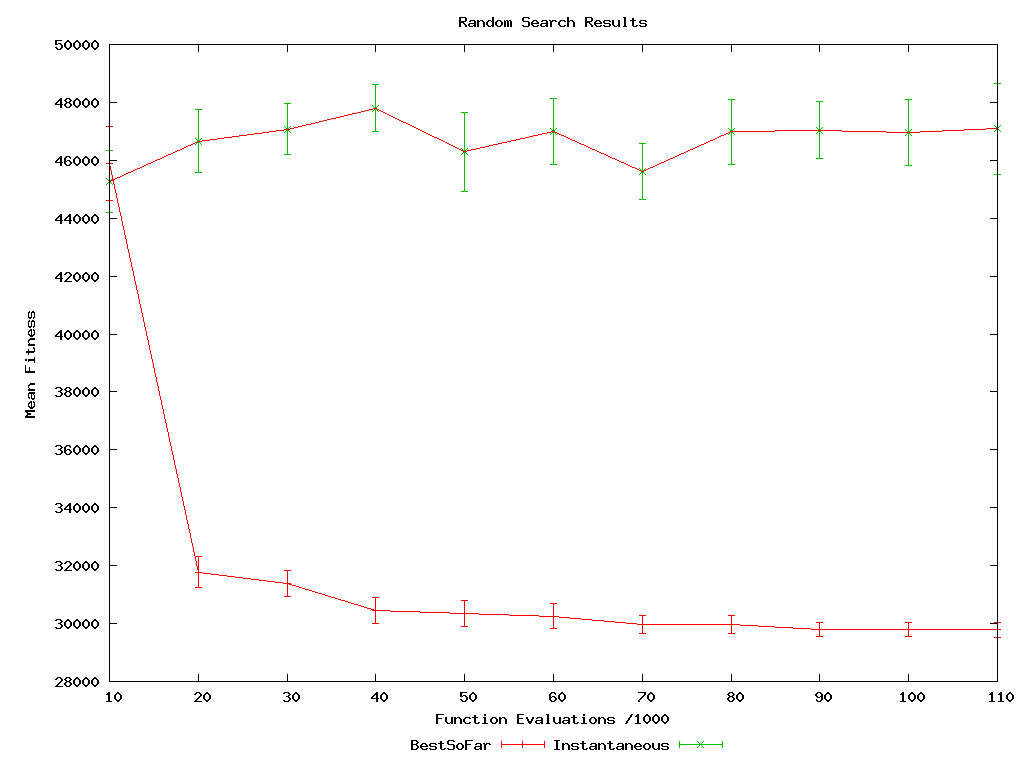 Random Search Results
50000
48000
46000
44000
42000
40000
38000
36000
34000
32000
30000
28000
Mean Fitness
10 20 30 40 50 60 70 80 90 100 110
Function Evaluations /1000
BestSoFar Instantaneous